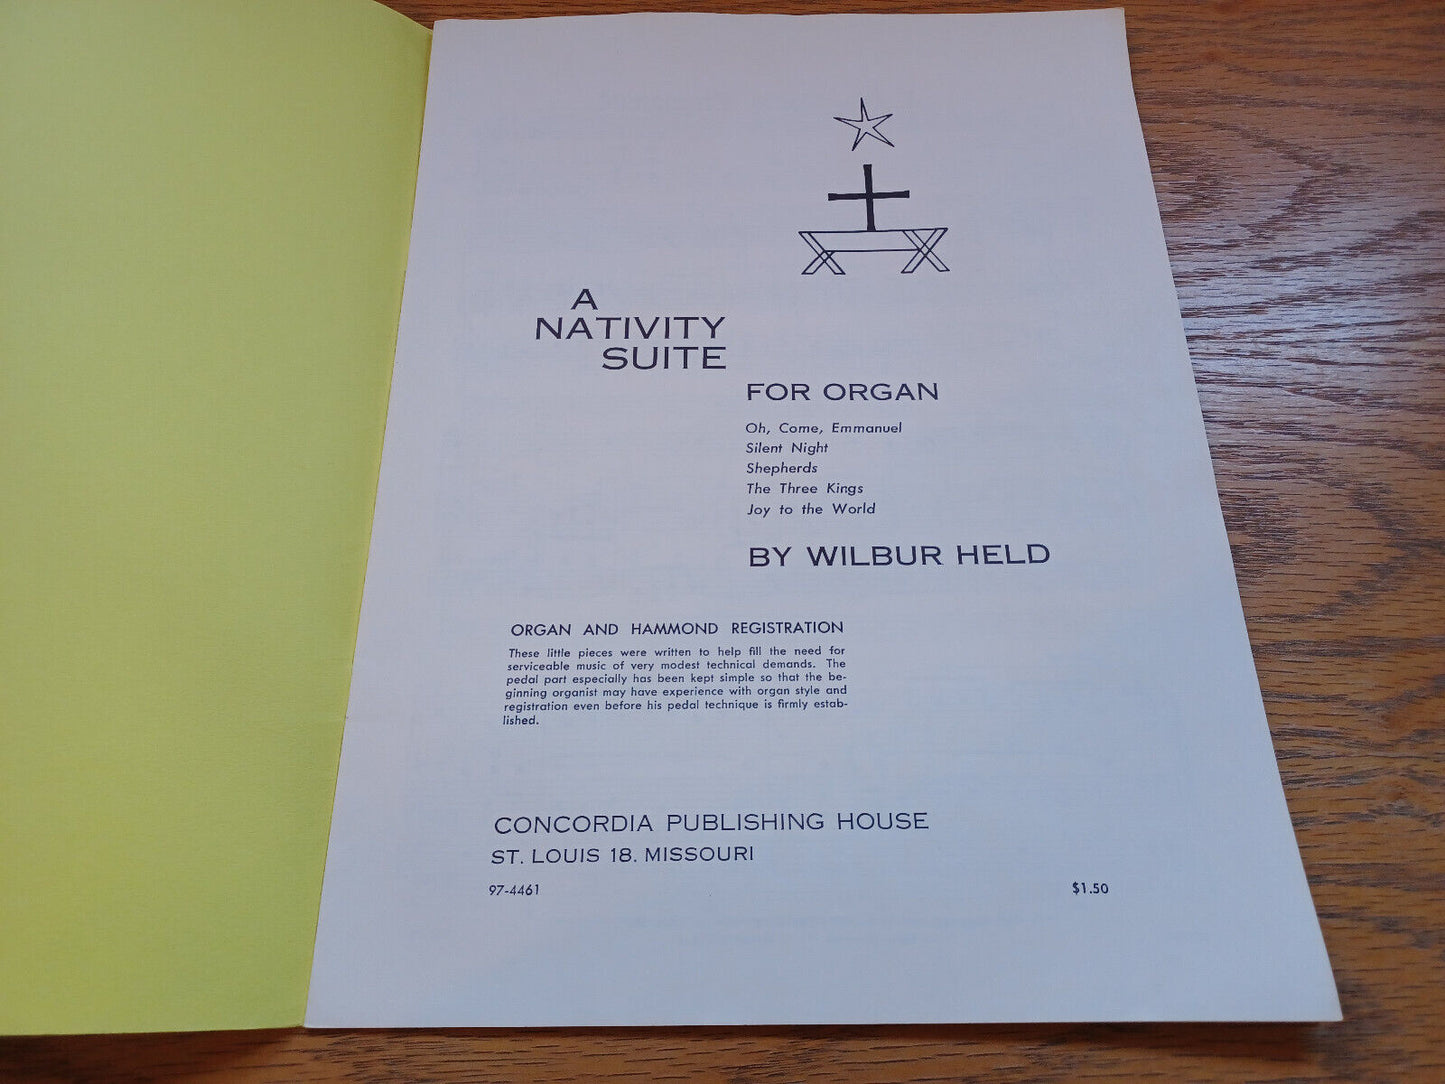 A
NATIVITY
SUITE
FOR ORGAN
Oh, Come, Emmanuel
Silent Night
Shepherds
The Three Kings
Joy to the World
BY WILBUR HELD
ORGAN AND HAMMOND REGISTRATION
These little pieces were written to help fill the need for
serviceable music of very modest technical demands. The
pedal part especially has been kept simple so that the be-
ginning organist may have experience with organ style and
registration even before his pedal technique is firmly estab-
lished.
CONCORDIA PUBLISHING HOUSE
ST. LOUIS 18. MISSOURI
97-4461
$1.50